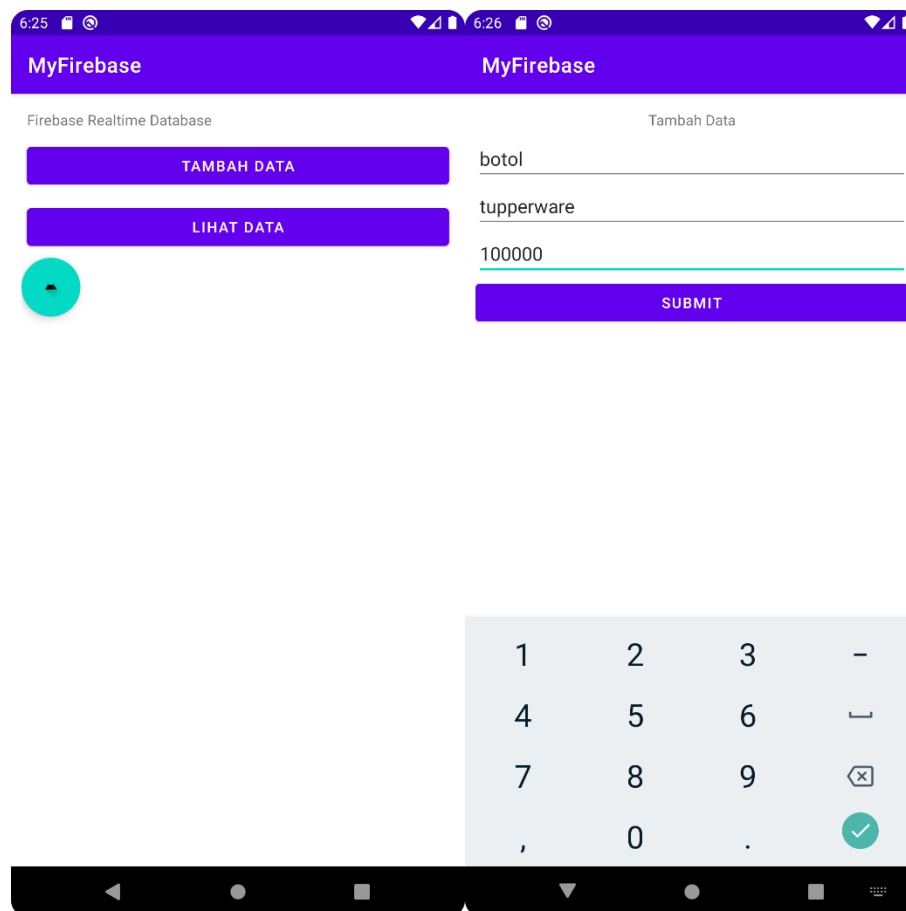 6:25
MyFirebase
Firebase Realtime Database
TAMBAH DATA
LIHAT DATA
6:26
MyFirebase
Tambah Data
botol
tupperware
100000
SUBMIT
1 2 3 -
4 5 6
7 8 9
, 0 .